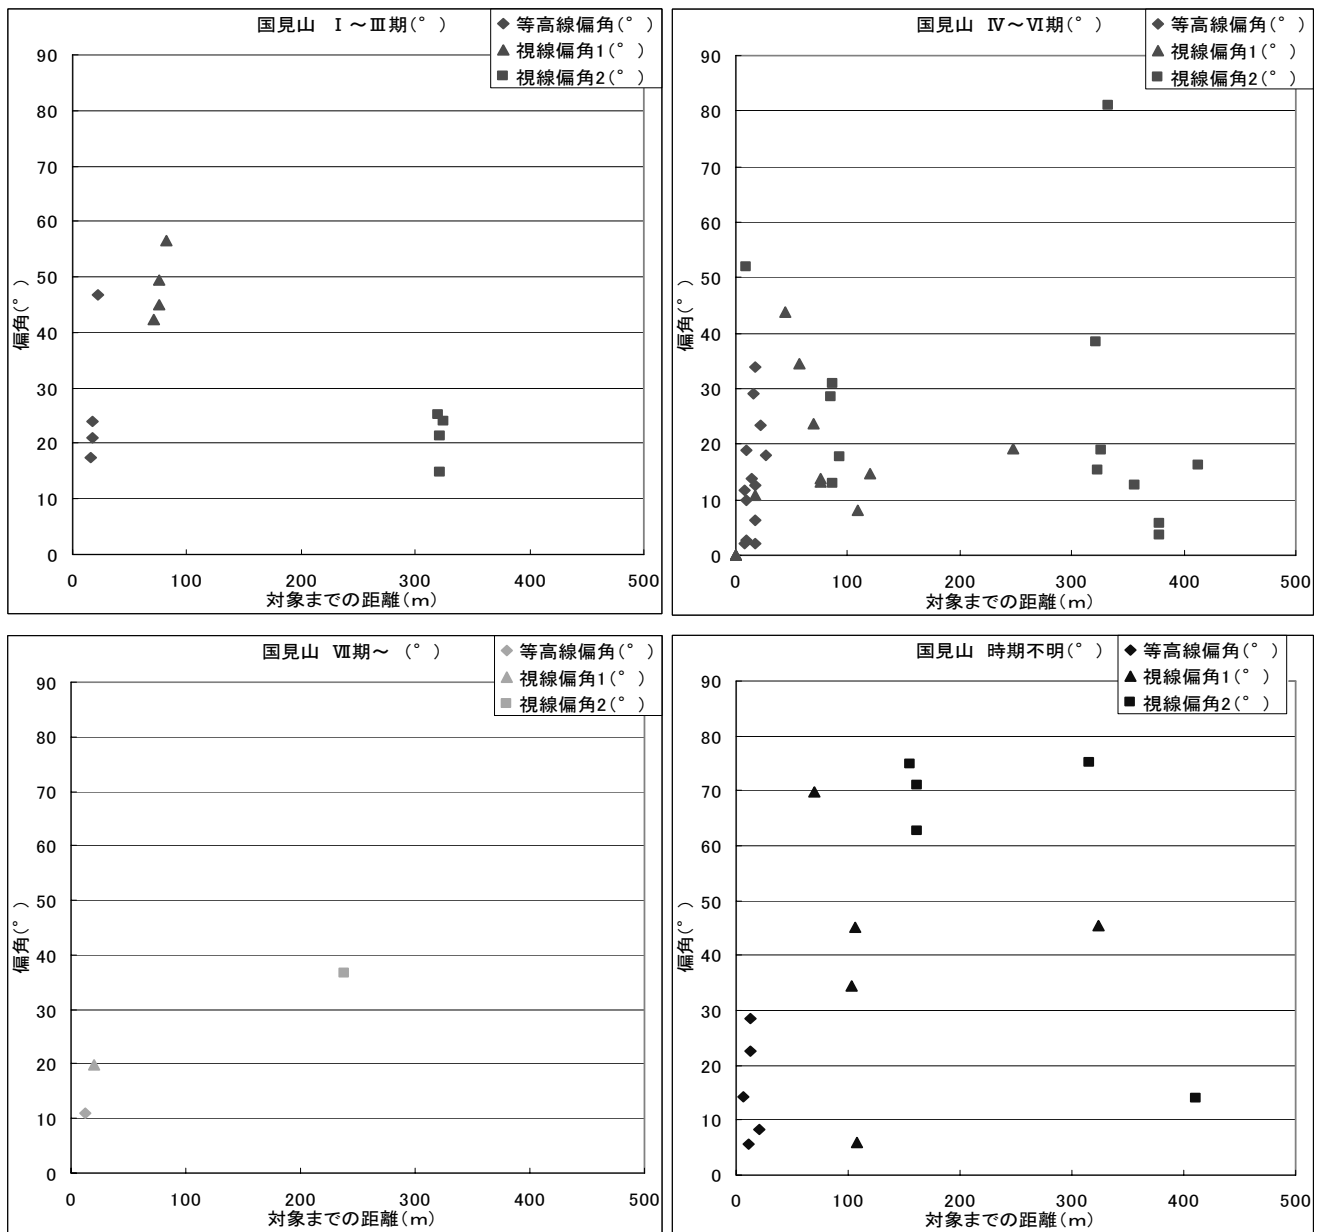 国見山 Ⅰ~Ⅲ期(°)
◆ 等高線偏角(°)
▲ 視線偏角1(°)
■ 視線偏角2(°)
90
80
70
60
50
40
30
20
10
0
偏角(°)
0 100 200 300 400 500
対象までの距離(m)
国見山 Ⅳ~Ⅵ期(°)
◆ 等高線偏角(°)
▲ 視線偏角1(°)
■ 視線偏角2(°)
90
80
70
60
50
40
30
20
10
0
偏角(°)
0 100 200 300 400 500
対象までの距離(m)
国見山 Ⅶ期~ (°)
◆ 等高線偏角(°)
▲ 視線偏角1(°)
■ 視線偏角2(°)
90
80
70
60
50
40
30
20
10
0
偏角(°)
0 100 200 300 400 500
対象までの距離(m)
国見山 時期不明(°)
◆ 等高線偏角(°)
▲ 視線偏角1(°)
■ 視線偏角2(°)
90
80
70
60
50
40
30
20
10
0
偏角(°)
0 100 200 300 400 500
対象までの距離(m)